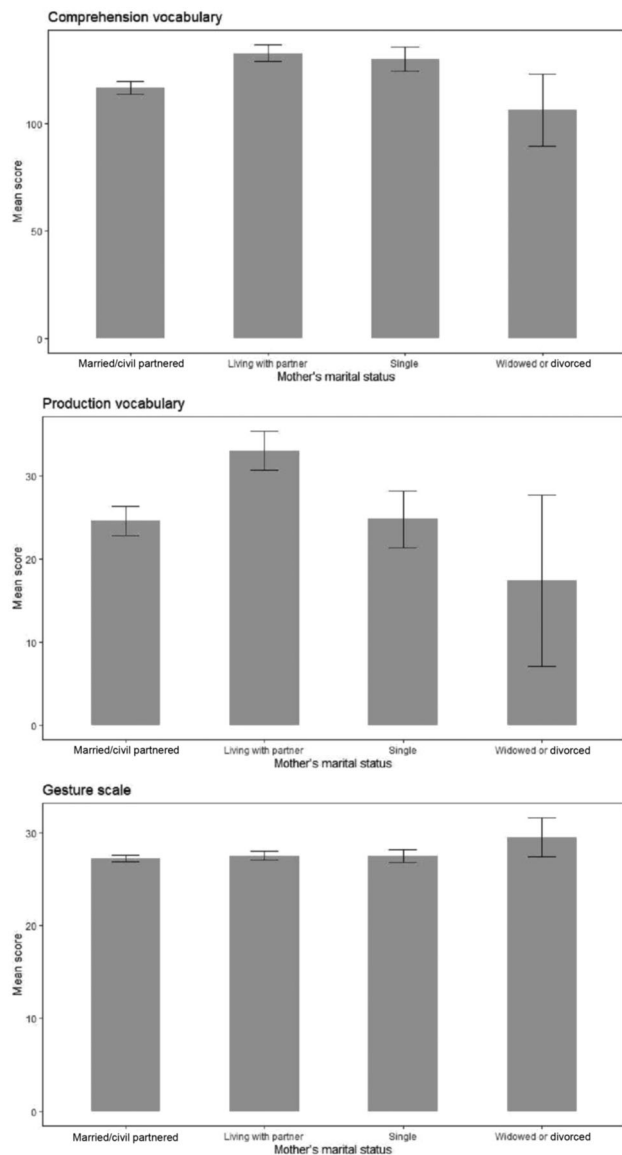 Comprehension vocabulary
Mean score
100
50
0
Married/civil partnered Living with partner Single Widowed or divorced
Mother's marital status
Production vocabulary
Mean score
30
20
10
0
Married/civil partnered Living with partner Single Widowed or divorced
Mother's marital status
Gesture scale
Mean score
30
20
10
0
Married/civil partnered Living with partner Single Widowed or divorced
Mother's marital status